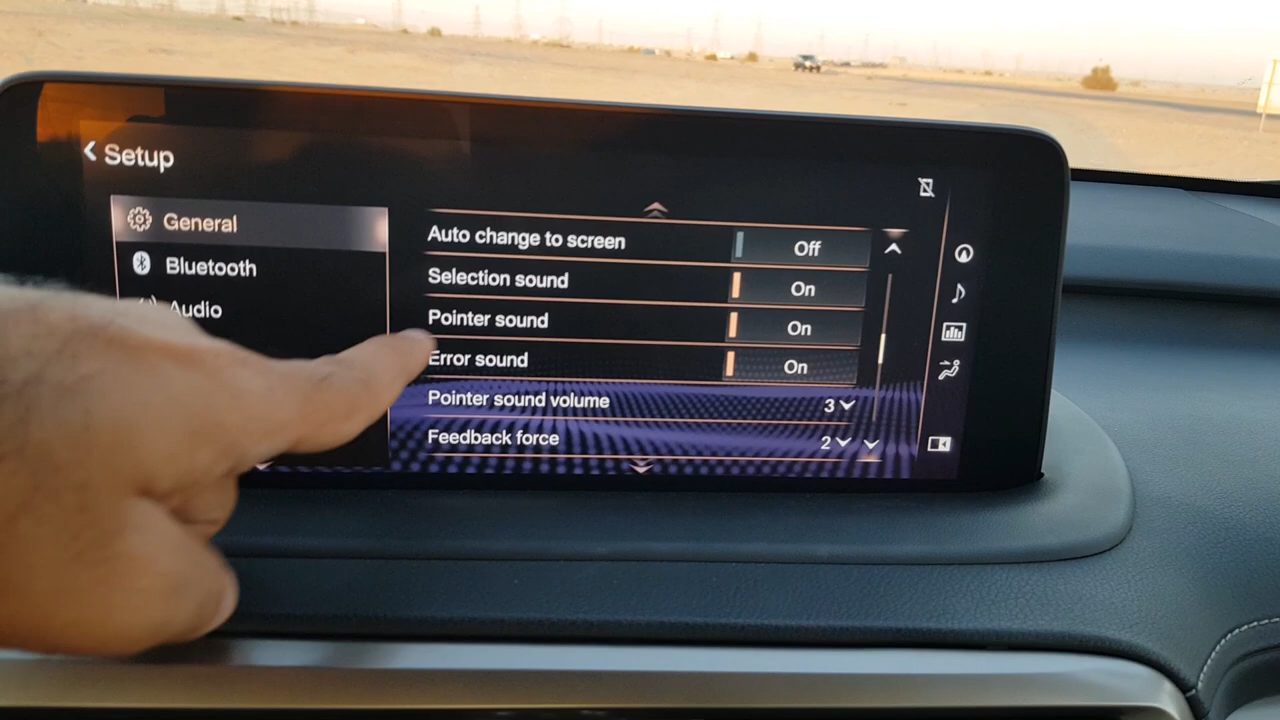 Setup
General
Bluetooth
Audio
Auto change to screen Off
Selection sound On
Pointer sound On
Error sound On
Pointer sound volume 3
Feedback force 2